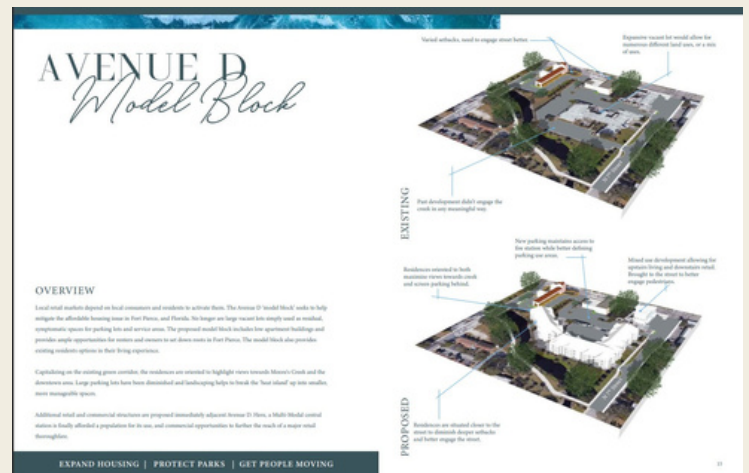 AVENUE D
Model Block
OVERVIEW
Local retail markets depend on local consumers and residents to activate them. The Avenue D 'model block' seeks to help
mitigate the affordable housing issue in Fort Pierce, and Florida. No longer are large vacant lots simply used as residual,
symptomatic spaces for parking lots and service areas. The proposed model block includes low apartment buildings and
provides ample opportunities for renters and owners to set down roots in Fort Pierce. The model block also provides
existing residents options in their living experience.
Capitalizing on the existing green corridor, the residences are oriented to highlight views towards Moore's Creek and the
downtown area. Large parking lots have been diminished and landscaping helps to break the 'heat island' up into smaller,
more manageable spaces.
Additional retail and commercial structures are proposed immediately adjacent Avenue D. Here, a Multi-Modal central
station is finally afforded a population for its use, and commercial opportunities to further the reach of a major retail
thoroughfare.
EXPAND HOUSING | PROTECT PARKS | GET PEOPLE MOVING
Varied setbacks, need to engage street better.
Expansive vacant lot would allow for
numerous different land uses, or a mix
of uses.
Past development didn't engage the
creek in any meaningful way.
EXISTING
New parking maintains access to
fire station while better defining
parking use areas.
Residences oriented to both
maximize views towards creek
and screen parking behind.
Mixed use development allowing for
upstairs living and downstairs retail.
Brought to the street to better
engage pedestrians.
Residences are situated closer to the
street to diminish deeper setbacks
and better engage the street.
PROPOSED